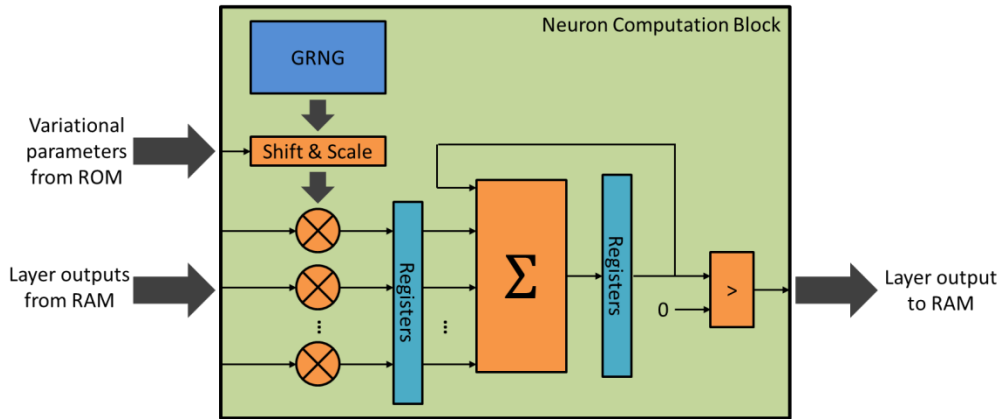 Neuron Computation Block
GRNG
Variational
parameters
from ROM
Shift & Scale
Layer outputs
from RAM
...
Registers
...
Σ
Registers
0
>
Layer output
to RAM